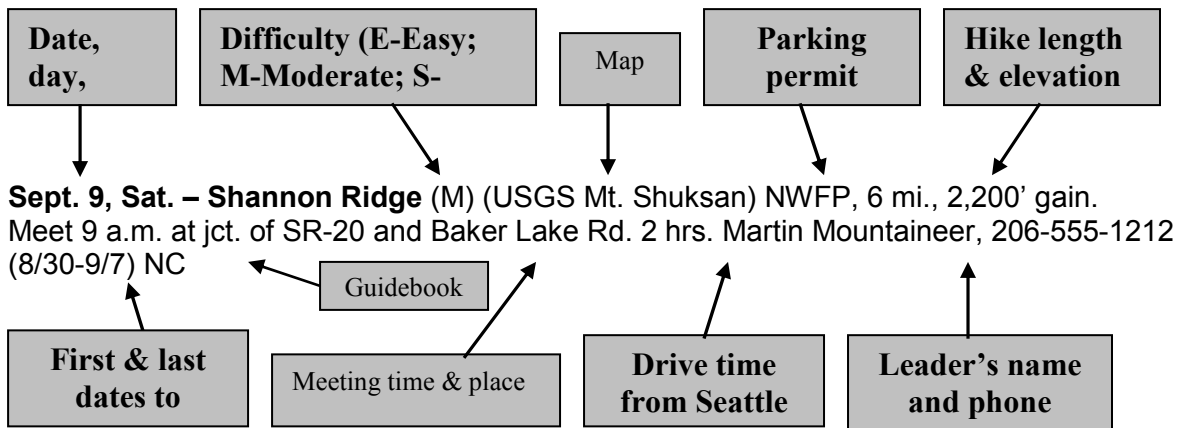 Date,
day,
Difficulty (E-Easy;
M-Moderate; S-
Map
Parking
permit
Hike length
& elevation
Sept. 9, Sat. – Shannon Ridge (M) (USGS Mt. Shuksan) NWFP, 6 mi., 2,200’ gain.
Meet 9 a.m. at jct. of SR-20 and Baker Lake Rd. 2 hrs. Martin Mountaineer, 206-555-1212
(8/30-9/7) NC
Guidebook
First & last
dates to
Meeting time & place
Drive time
from Seattle
Leader’s name
and phone